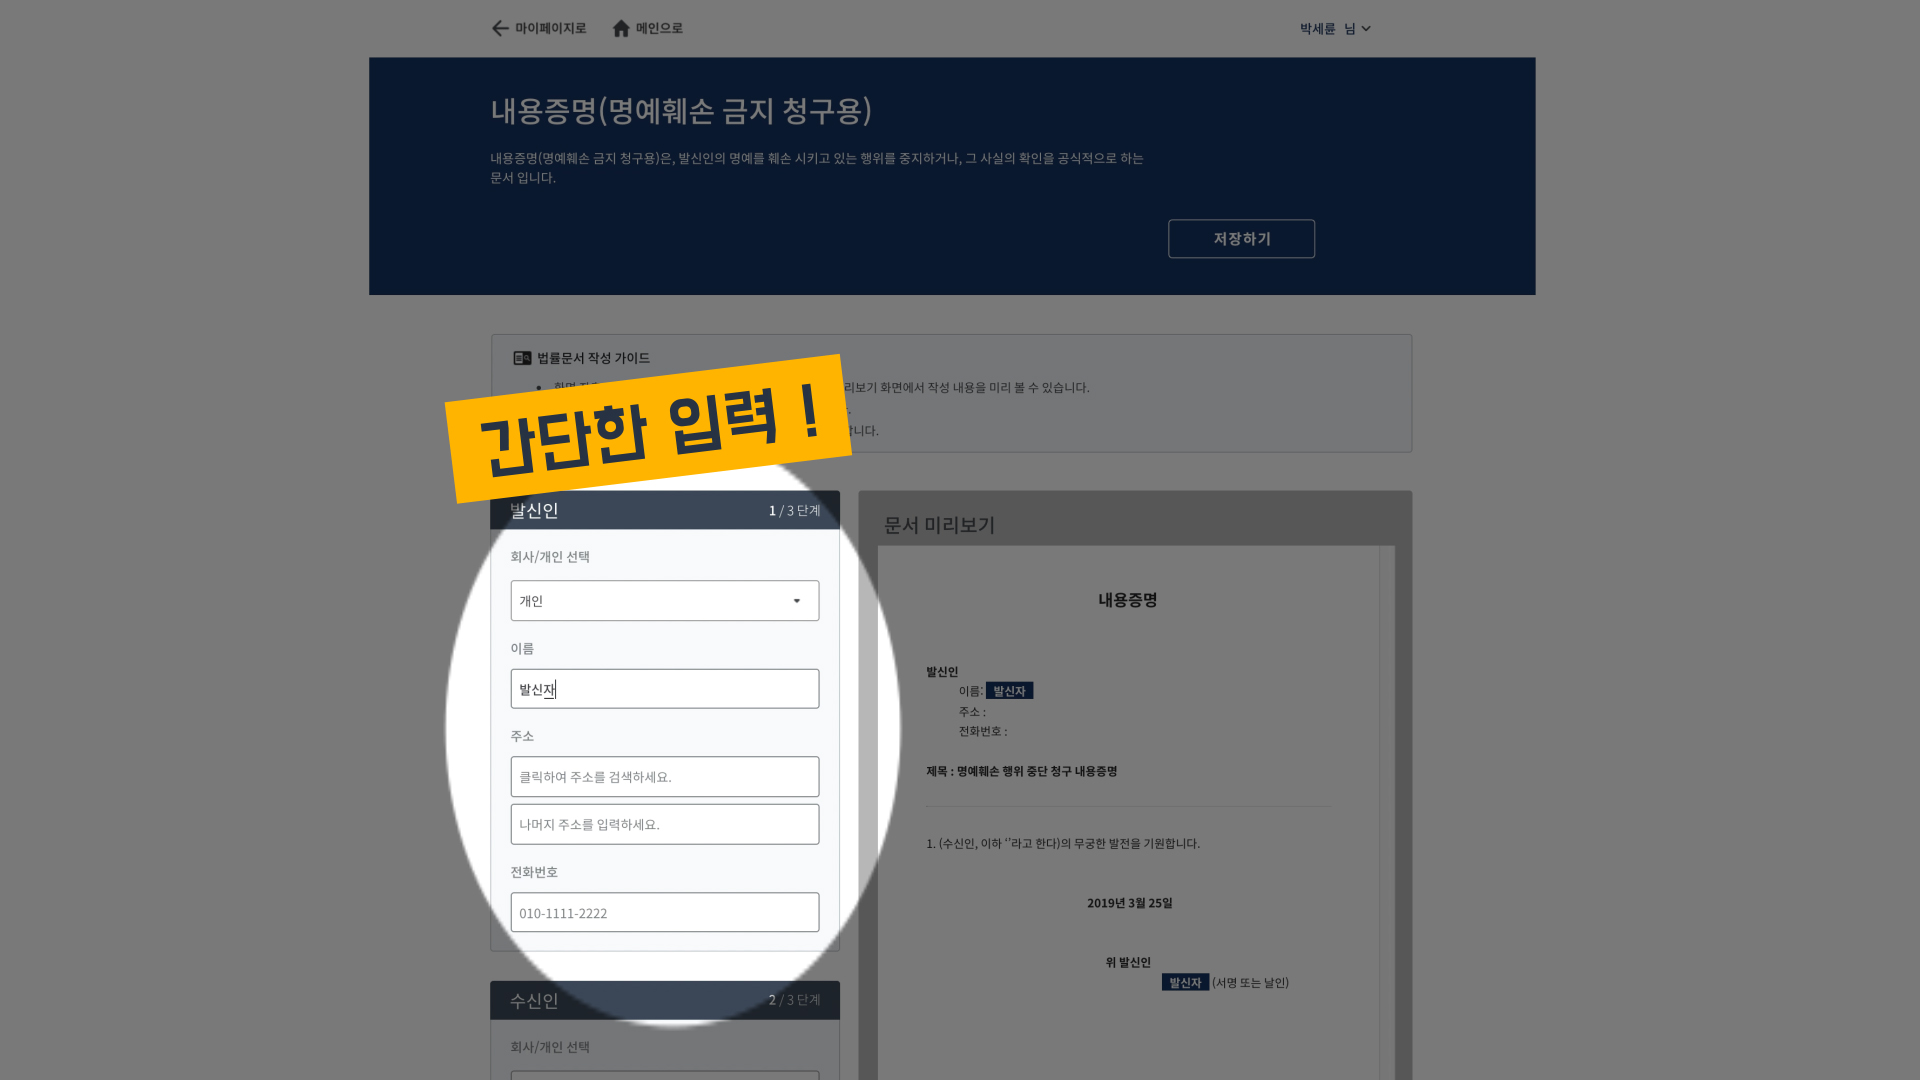 마이페이지로
메인으로
박세륜 님
내용증명(명예훼손 금지 청구용)
내용증명(명예훼손 금지 청구용)은, 발신인의 명예를 훼손 시키고 있는 행위를 중지하거나, 그 사실의 확인을 공식적으로 하는
문서 입니다.
저장하기
법률문서 작성 가이드
리보기 화면에서 작성 내용을 미리 볼 수 있습니다.
합니다.
간단한 입력 !
발신인
1 / 3 단계
회사/개인 선택
개인
이름
발신자
주소
클릭하여 주소를 검색하세요.
나머지 주소를 입력하세요.
전화번호
010-1111-2222
수신인
2 / 3 단계
회사/개인 선택
문서 미리보기
내용증명
발신인
이름: 발신자
주소 :
전화번호 :
제목 : 명예훼손 행위 중단 청구 내용증명
1. (수신인, 이하 ‘’라고 한다)의 무궁한 발전을 기원합니다.
2019년 3월 25일
위 발신인
발신자 (서명 또는 날인)